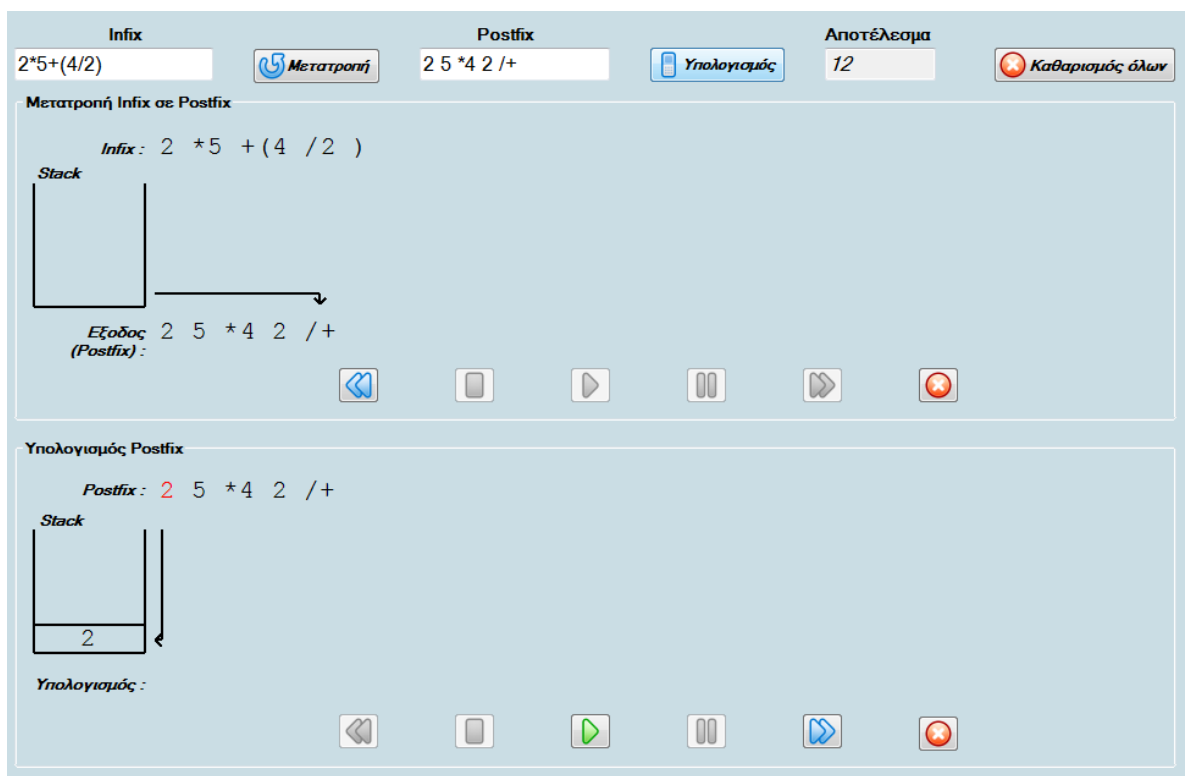 Infix Postfix Αποτέλεσμα
2*5+(4/2) Μετατροπή 2 5 *4 2 /+ Υπολογισμός 12 Καθαρισμός όλων
Μετατροπή Infix σε Postfix
Infix : 2 *5 +(4 /2 )
Stack
Εξοδος 2 5 *4 2 /+
(Postfix) :
Υπολογισμός Postfix
Postfix : 2 5 *4 2 /+
Stack
2
Υπολογισμός :